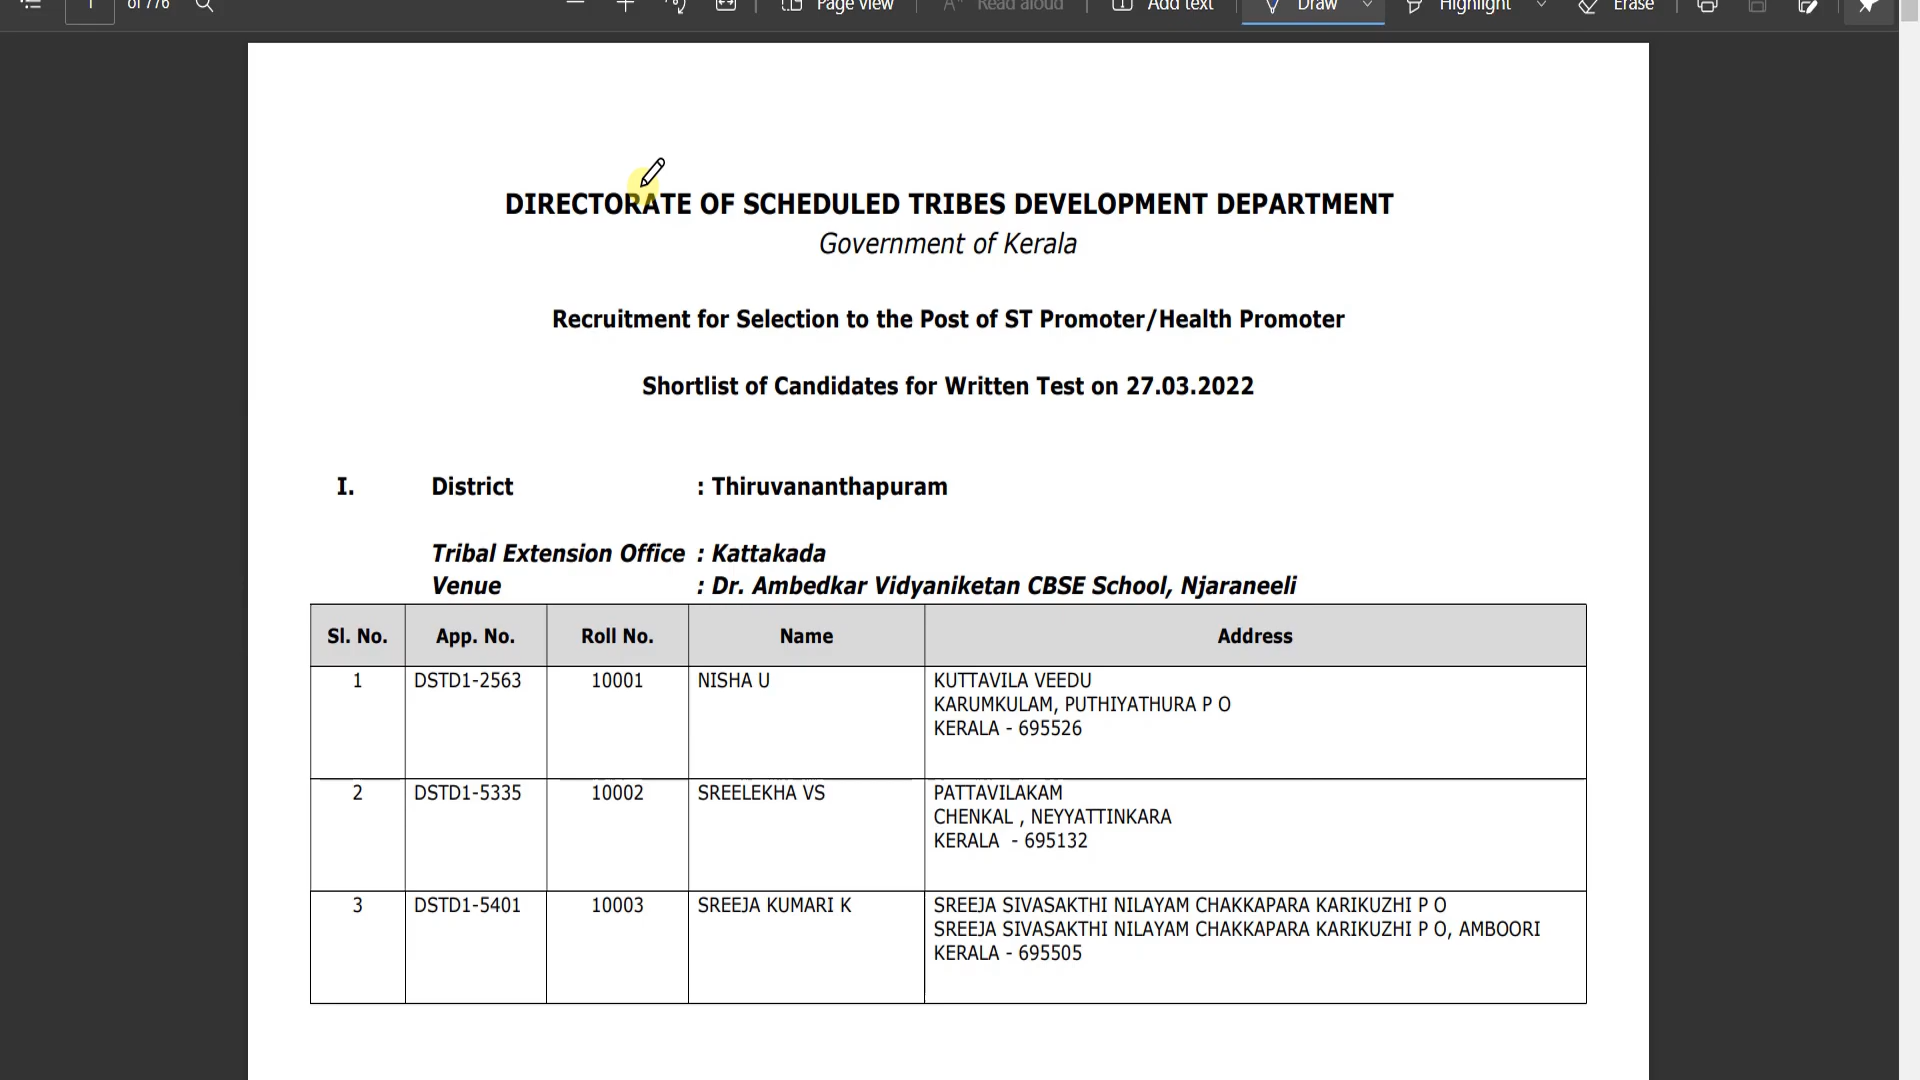 1 of 776 Page view Read aloud Add text Draw Highlight Erase
DIRECTORATE OF SCHEDULED TRIBES DEVELOPMENT DEPARTMENT
Government of Kerala
Recruitment for Selection to the Post of ST Promoter/Health Promoter
Shortlist of Candidates for Written Test on 27.03.2022
I. District : Thiruvananthapuram
Tribal Extension Office : Kattakada
Venue : Dr. Ambedkar Vidyaniketan CBSE School, Njaraneeli
Sl. No. App. No. Roll No. Name Address
1 DSTD1-2563 10001 NISHA U KUTTAVILA VEEDU
KARUMKULAM, PUTHIYATHURA P O
KERALA - 695526
2 DSTD1-5335 10002 SREELEKHA VS PATTAVILAKAM
CHENKAL , NEYYATTINKARA
KERALA - 695132
3 DSTD1-5401 10003 SREEJA KUMARI K SREEJA SIVASAKTHI NILAYAM CHAKKAPARA KARIKUZHI P O
SREEJA SIVASAKTHI NILAYAM CHAKKAPARA KARIKUZHI P O, AMBOORI
KERALA - 695505